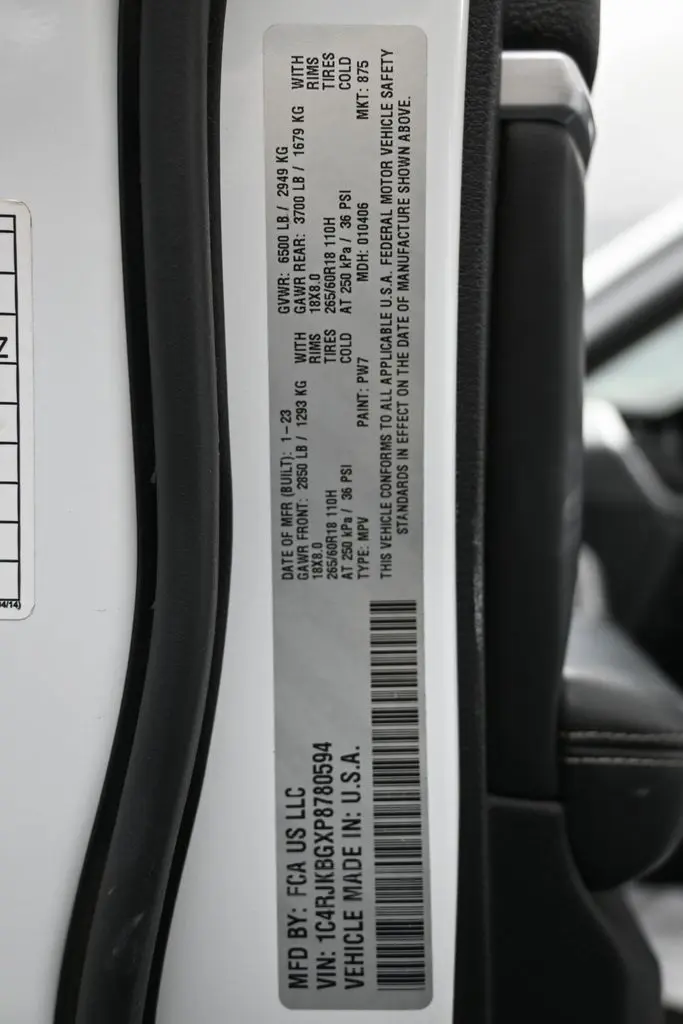 MFD BY: FCA US LLC
VIN: 1C4RJKBGXP8780594
VEHICLE MADE IN: U.S.A.
DATE OF MFR (BUILT): 1-23 GVWR: 6500 LB / 2949 KG
GAWR FRONT: 2850 LB / 1293 KG WITH GAWR REAR: 3700 LB / 1679 KG WITH
18X8.0 RIMS 18X8.0 RIMS
265/60R18 110H TIRES 265/60R18 110H TIRES
AT 250 kPa / 36 PSI COLD AT 250 kPa / 36 PSI COLD
TYPE: MPV PAINT: PW7 MDH: 010406 MKT: 875
THIS VEHICLE CONFORMS TO ALL APPLICABLE U.S.A. FEDERAL MOTOR VEHICLE SAFETY
STANDARDS IN EFFECT ON THE DATE OF MANUFACTURE SHOWN ABOVE.